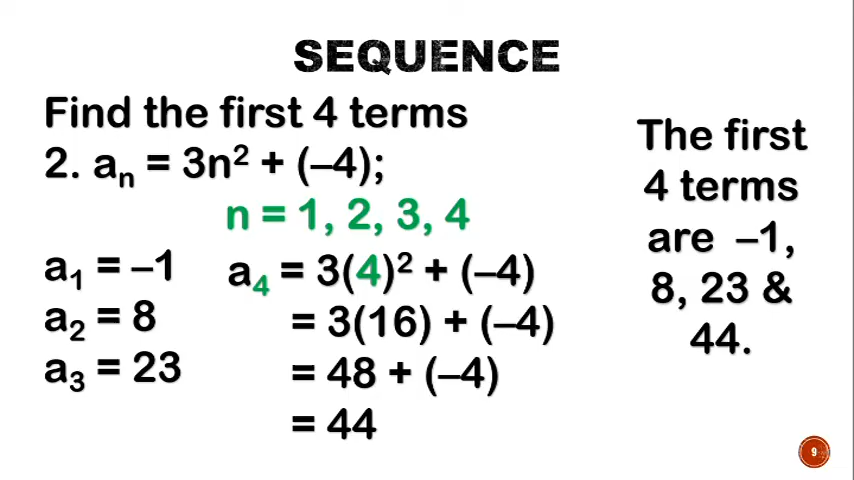 SEQUENCE
Find the first 4 terms
2. aₙ = 3n² + (–4);
n = 1, 2, 3, 4
a₁ = –1
a₂ = 8
a₃ = 23
a₄ = 3(4)² + (–4)
= 3(16) + (–4)
= 48 + (–4)
= 44
The first
4 terms
are –1,
8, 23 &
44.
9